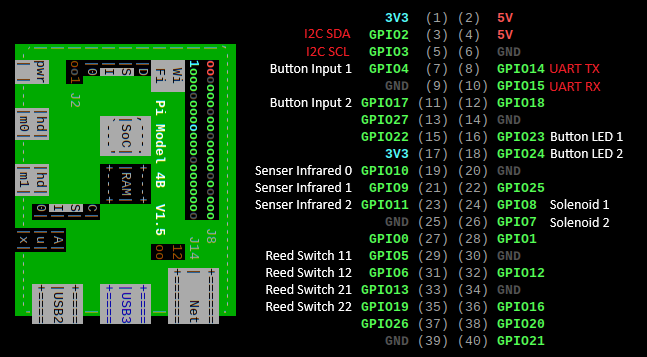 3V3 (1) (2) 5V
I2C SDA GPIO2 (3) (4) 5V
I2C SCL GPIO3 (5) (6) GND
Button Input 1 GPIO4 (7) (8) GPIO14 UART TX
GND (9) (10) GPIO15 UART RX
Button Input 2 GPIO17 (11) (12) GPIO18
GPIO27 (13) (14) GND
GPIO22 (15) (16) GPIO23 Button LED 1
3V3 (17) (18) GPIO24 Button LED 2
Senser Infrared 0 GPIO10 (19) (20) GND
Senser Infrared 1 GPIO9 (21) (22) GPIO25
Senser Infrared 2 GPIO11 (23) (24) GPIO8 Solenoid 1
GND (25) (26) GPIO7 Solenoid 2
GPIO0 (27) (28) GPIO1
Reed Switch 11 GPIO5 (29) (30) GND
Reed Switch 12 GPIO6 (31) (32) GPIO12
Reed Switch 21 GPIO13 (33) (34) GND
Reed Switch 22 GPIO19 (35) (36) GPIO16
GPIO26 (37) (38) GPIO20
GND (39) (40) GPIO21
J8
J14
12
oo
Wi
Fi
Pi Model 4B V1.5
DSI0
oo1 J2
SoC
RAM
pwr
hd
m0
hd
m1
CSI0
A
u
x
USB2
USB3
Net